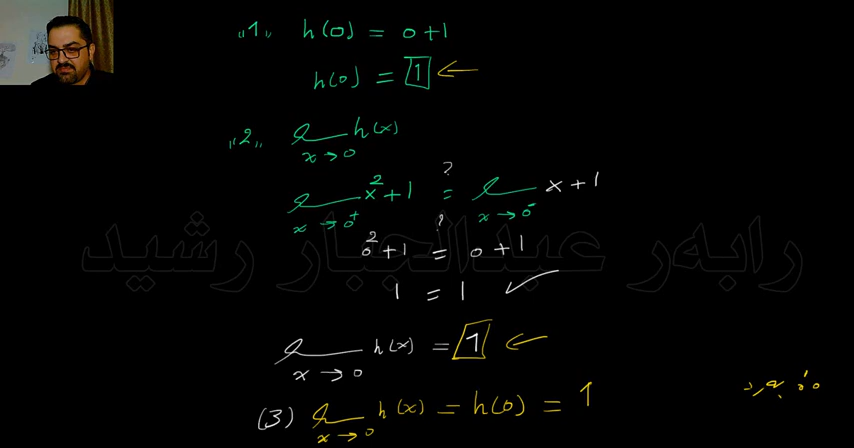 "1" h(0) = 0+1
h(0) = 1 ←
"2" lim h(x)
x→0
lim x²+1 ≟ lim x+1
x→0⁺ x→0⁻
0²+1 ≟ 0+1
1 = 1 ✓
lim h(x) = 1 ←
x→0
(3) lim h(x) = h(0) = 1
x→0
رابەر عبدالجبار رشید